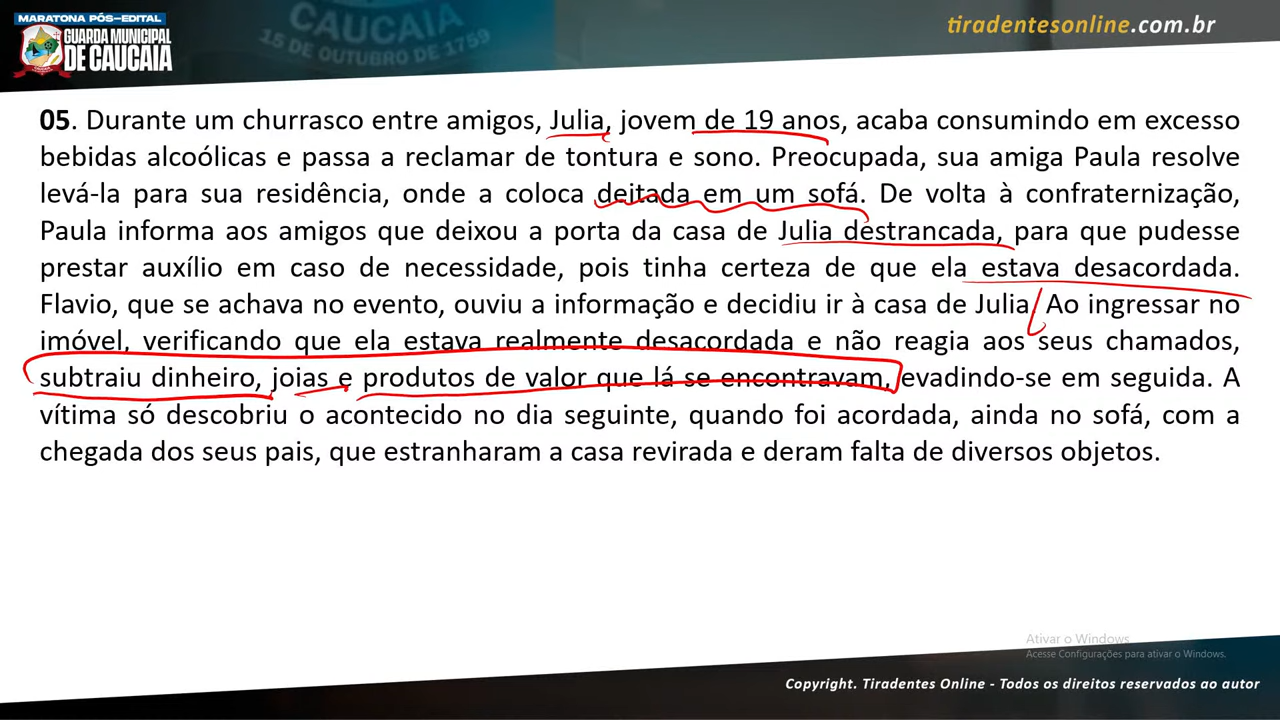 MARATONA PÓS-EDITAL
GUARDA MUNICIPAL
DE CAUCAIA
CAUCAIA
15 DE OUTUBRO DE 1759
tiradentesonline.com.br
05. Durante um churrasco entre amigos, Julia, jovem de 19 anos, acaba consumindo em excesso
bebidas alcoólicas e passa a reclamar de tontura e sono. Preocupada, sua amiga Paula resolve
levá-la para sua residência, onde a coloca deitada em um sofá. De volta à confraternização,
Paula informa aos amigos que deixou a porta da casa de Julia destrancada, para que pudesse
prestar auxílio em caso de necessidade, pois tinha certeza de que ela estava desacordada.
Flavio, que se achava no evento, ouviu a informação e decidiu ir à casa de Julia. Ao ingressar no
imóvel, verificando que ela estava realmente desacordada e não reagia aos seus chamados,
subtraiu dinheiro, joias e produtos de valor que lá se encontravam, evadindo-se em seguida. A
vítima só descobriu o acontecido no dia seguinte, quando foi acordada, ainda no sofá, com a
chegada dos seus pais, que estranharam a casa revirada e deram falta de diversos objetos.
Ativar o Windows
Acesse Configurações para ativar o Windows.
Copyright. Tiradentes Online - Todos os direitos reservados ao autor